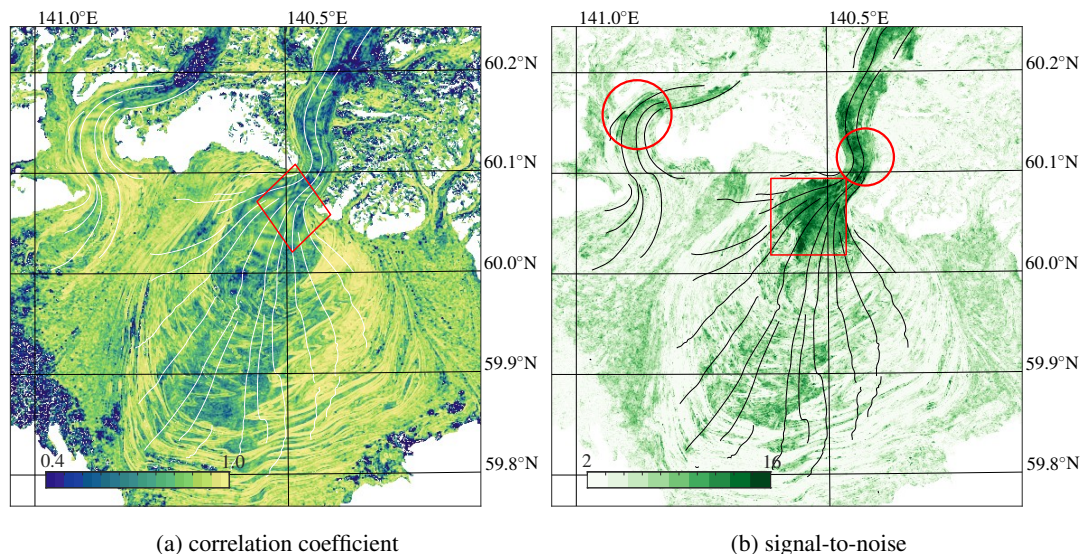 141.0°E 140.5°E 141.0°E 140.5°E
60.2°N 60.2°N
60.1°N 60.1°N
60.0°N 60.0°N
59.9°N 59.9°N
0.4 1.0 59.8°N 2 16 59.8°N
(a) correlation coefficient (b) signal-to-noise